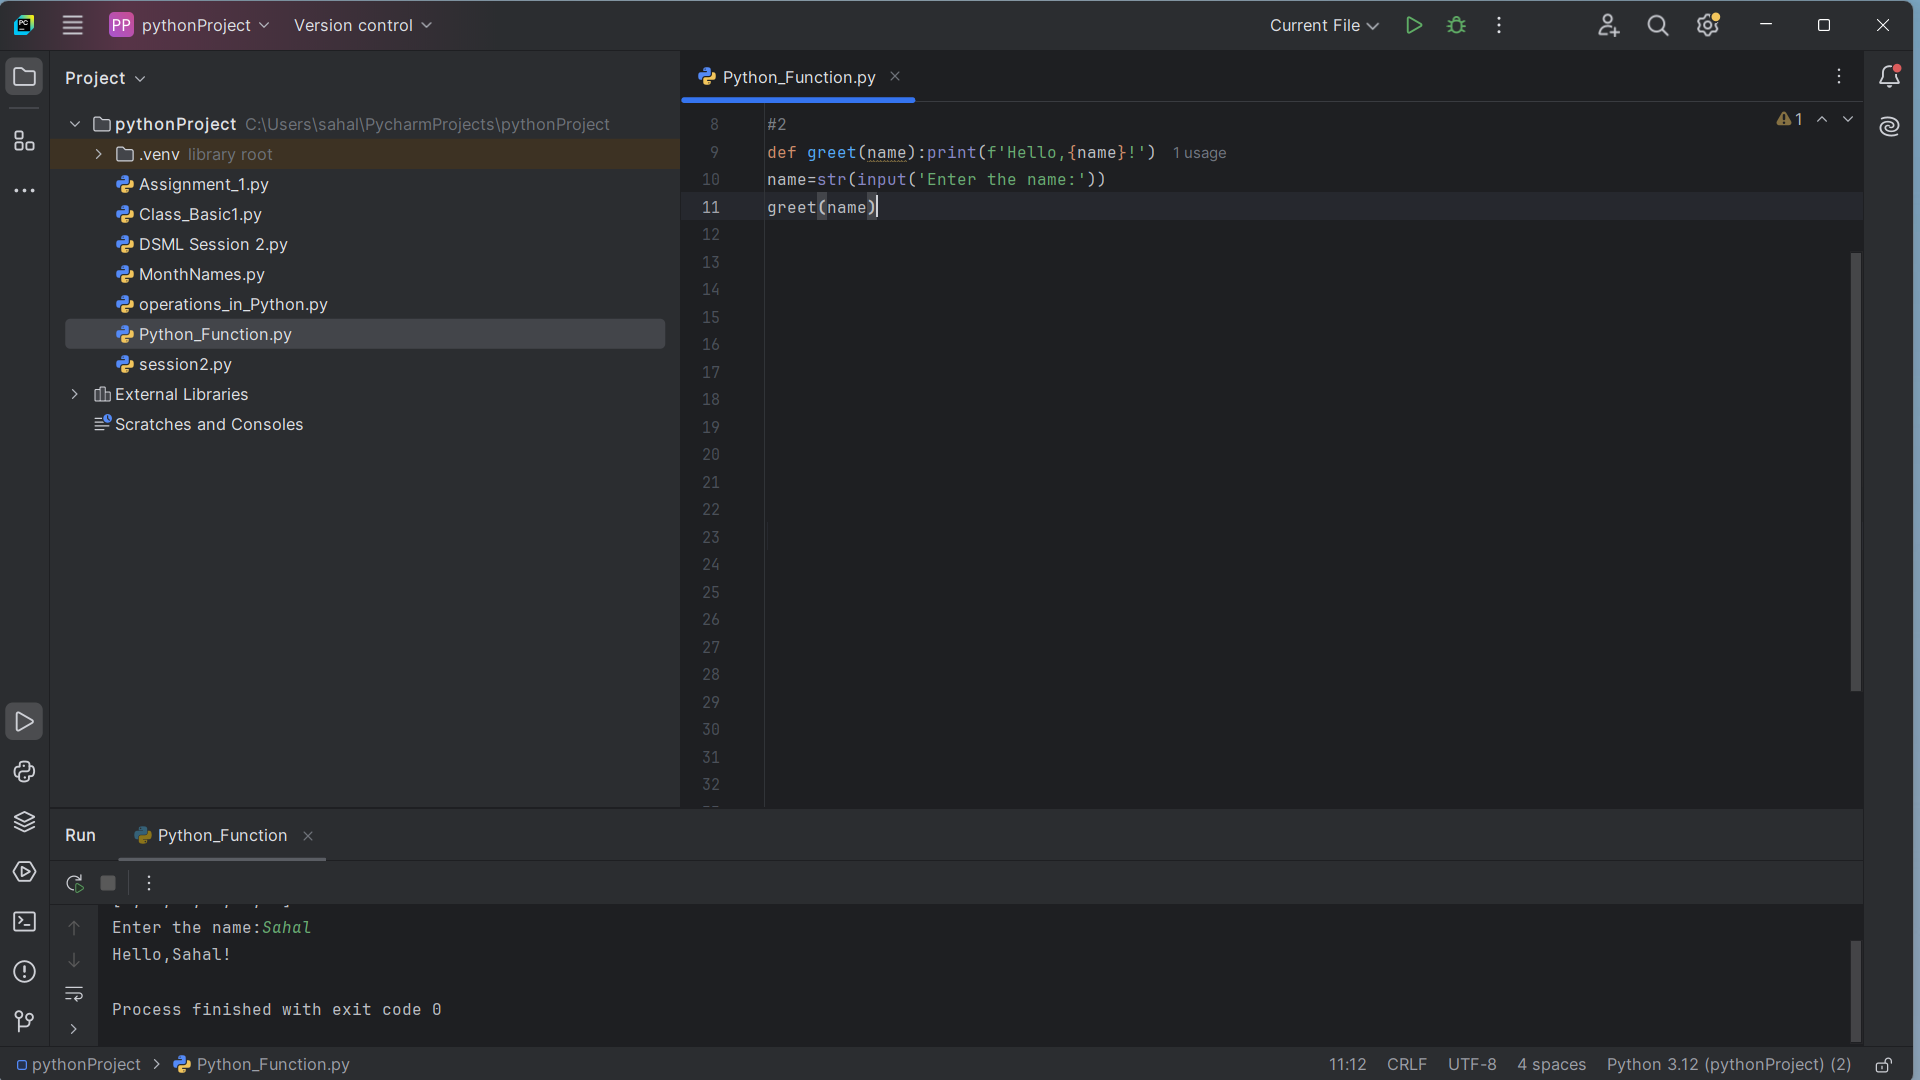 PP pythonProject Version control Current File
Project
Python_Function.py
pythonProject C:\Users\sahal\PycharmProjects\pythonProject
.venv library root
Assignment_1.py
Class_Basic1.py
DSML Session 2.py
MonthNames.py
operations_in_Python.py
Python_Function.py
session2.py
External Libraries
Scratches and Consoles
8 #2
9 def greet(name):print(f'Hello,{name}!') 1 usage
10 name=str(input('Enter the name:'))
11 greet(name)
12
13
14
15
16
17
18
19
20
21
22
23
24
25
26
27
28
29
30
31
32
1
Run Python_Function
Enter the name:Sahal
Hello,Sahal!
Process finished with exit code 0
pythonProject > Python_Function.py 11:12 CRLF UTF-8 4 spaces Python 3.12 (pythonProject) (2)